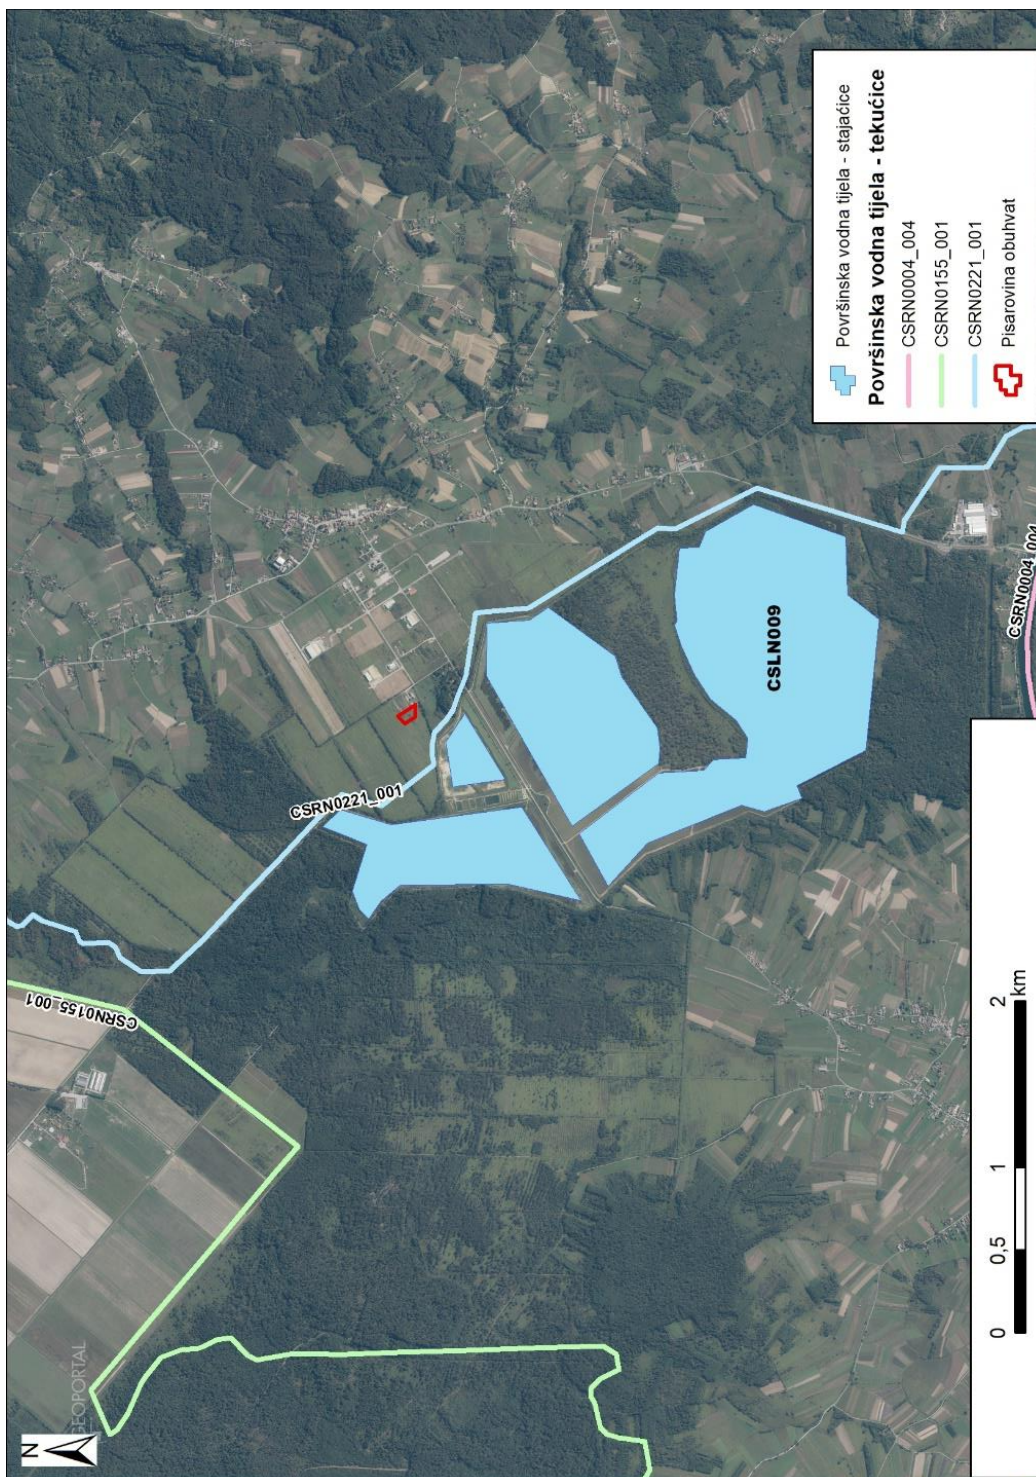 N
GEOPORTAL
CSRN0155_001
CSRN0221_001
CSLN009
CSRN0004_004
0
0,5
1
2
km
Površinska vodna tijela - stajaćice
Površinska vodna tijela - tekućice
CSRN0004_004
CSRN0155_001
CSRN0221_001
Pisarovina obuhvat